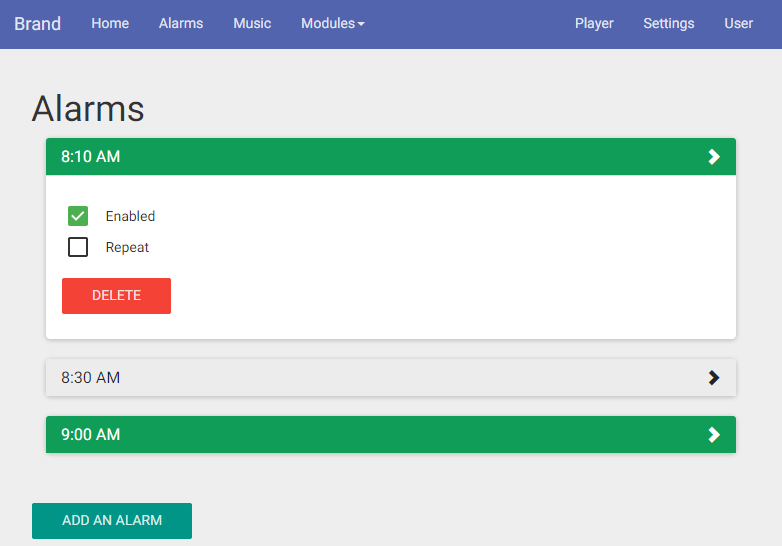 Brand Home Alarms Music Modules Player Settings User
Alarms
8:10 AM
Enabled
Repeat
DELETE
8:30 AM
9:00 AM
ADD AN ALARM